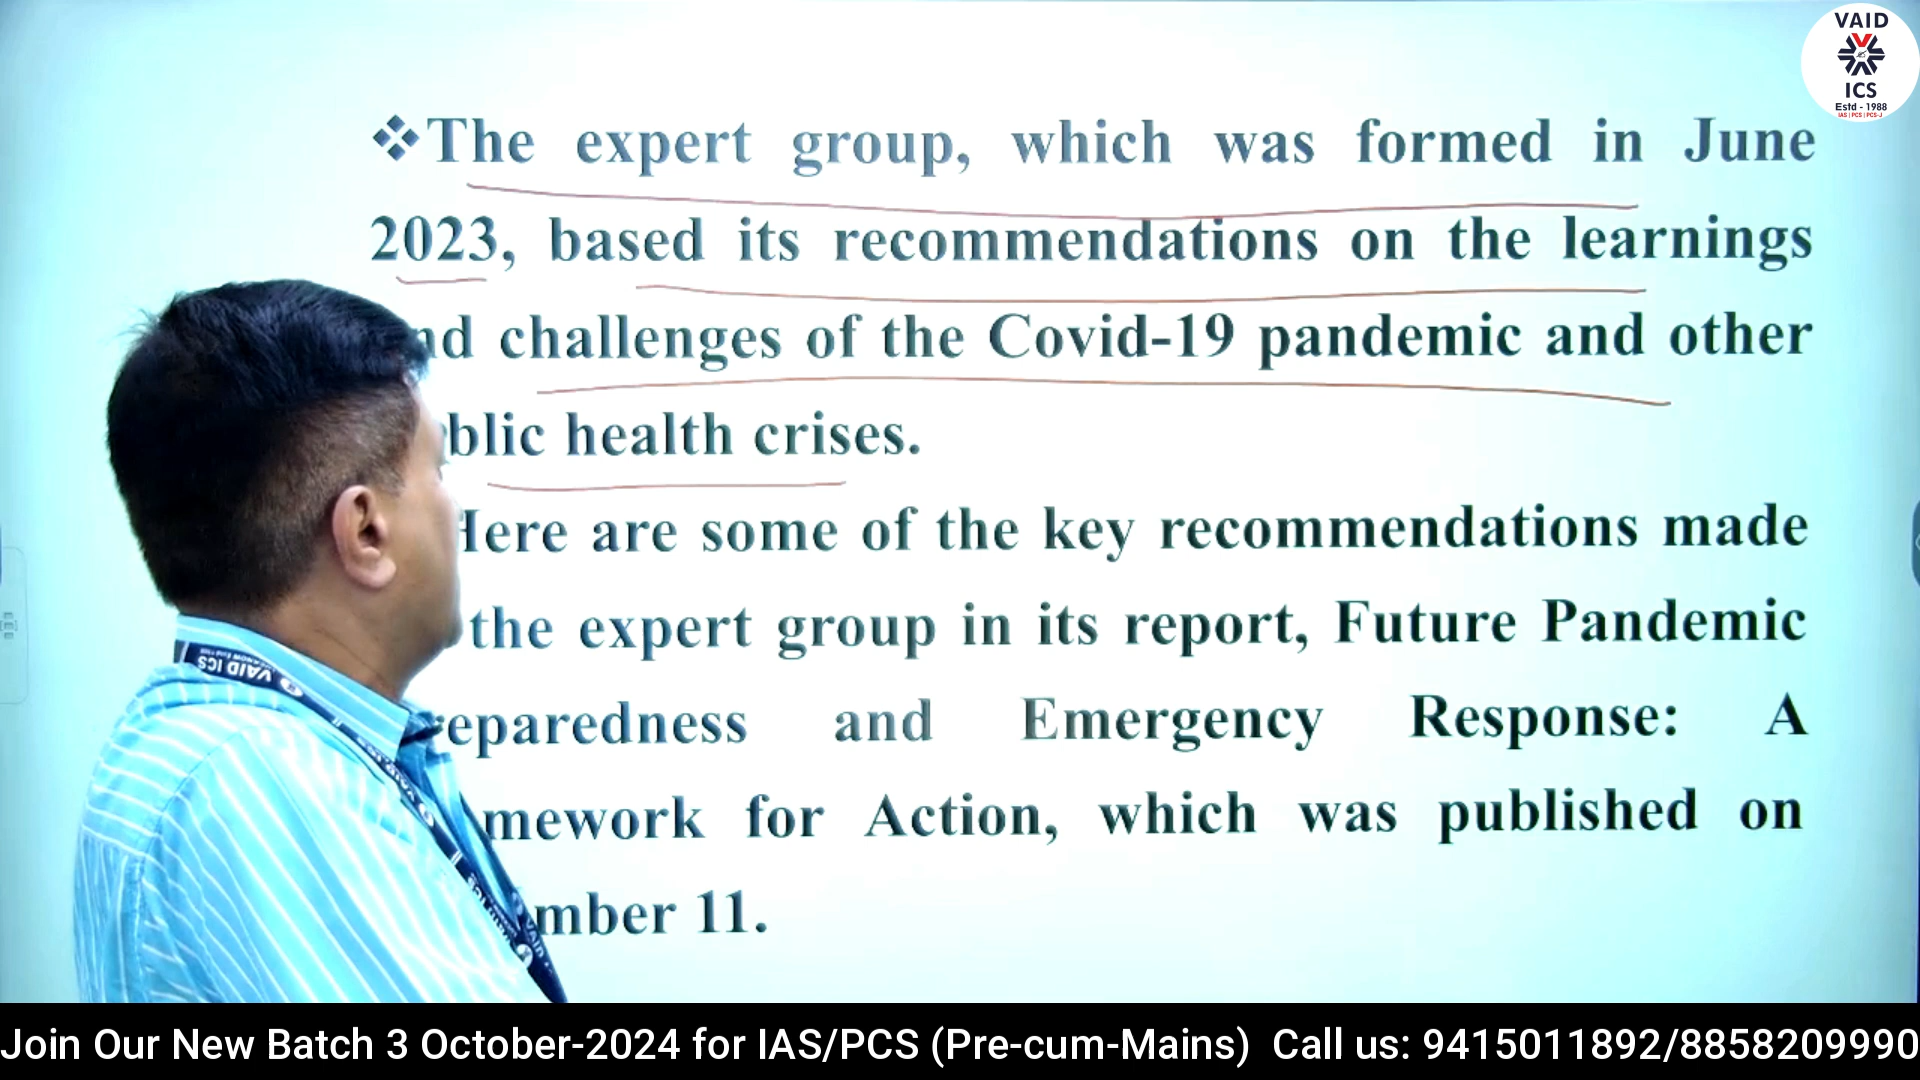 VAID
ICS
Estd - 1988
IAS | PCS | PCS-J
❖The expert group, which was formed in June
2023, based its recommendations on the learnings
challenges of the Covid-19 pandemic and other
health crises.
are some of the key recommendations made
the expert group in its report, Future Pandemic
and Emergency Response: A
for Action, which was published on
11.
VAID ICS
Join Our New Batch 3 October-2024 for IAS/PCS (Pre-cum-Mains) Call us: 9415011892/8858209990